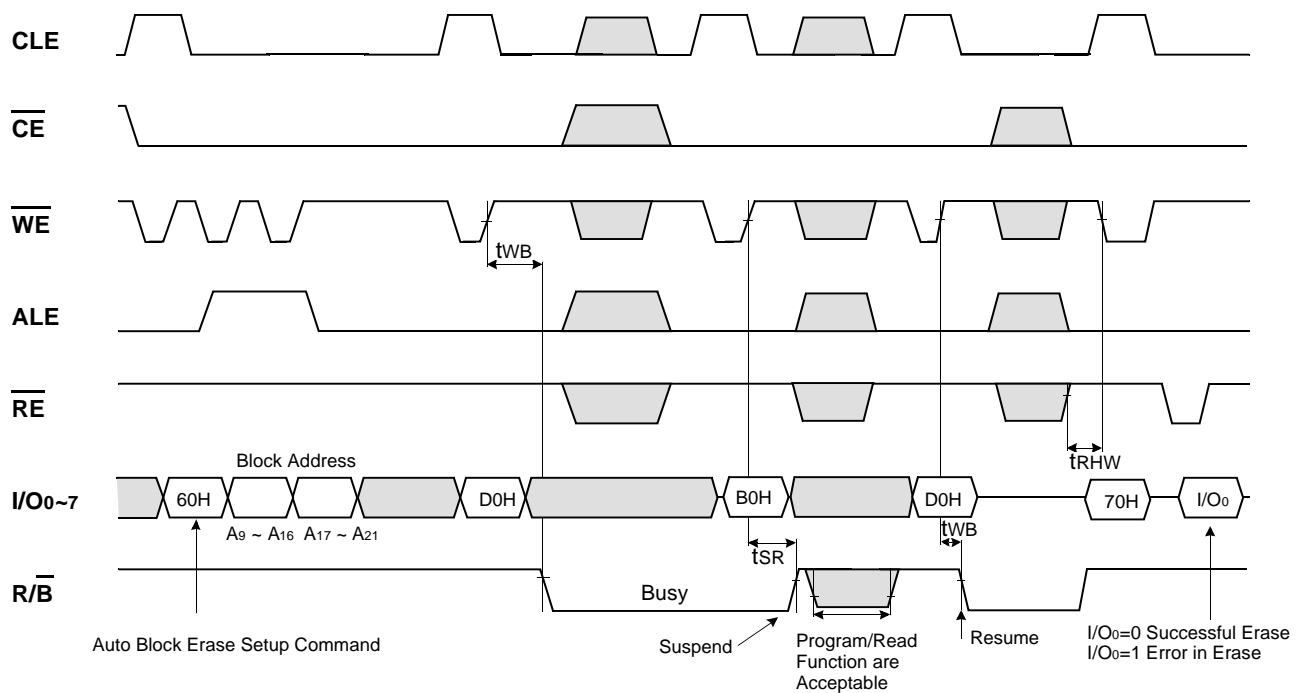 CLE
CE
WE
tWB
ALE
RE
tRHW
Block Address
I/O0~7
60H
D0H
B0H
D0H
70H
I/O0
A9 ~ A16 A17 ~ A21
tSR
tWB
R/B
Busy
Auto Block Erase Setup Command
Suspend
Program/Read
Function are
Acceptable
Resume
I/O0=0 Successful Erase
I/O0=1 Error in Erase